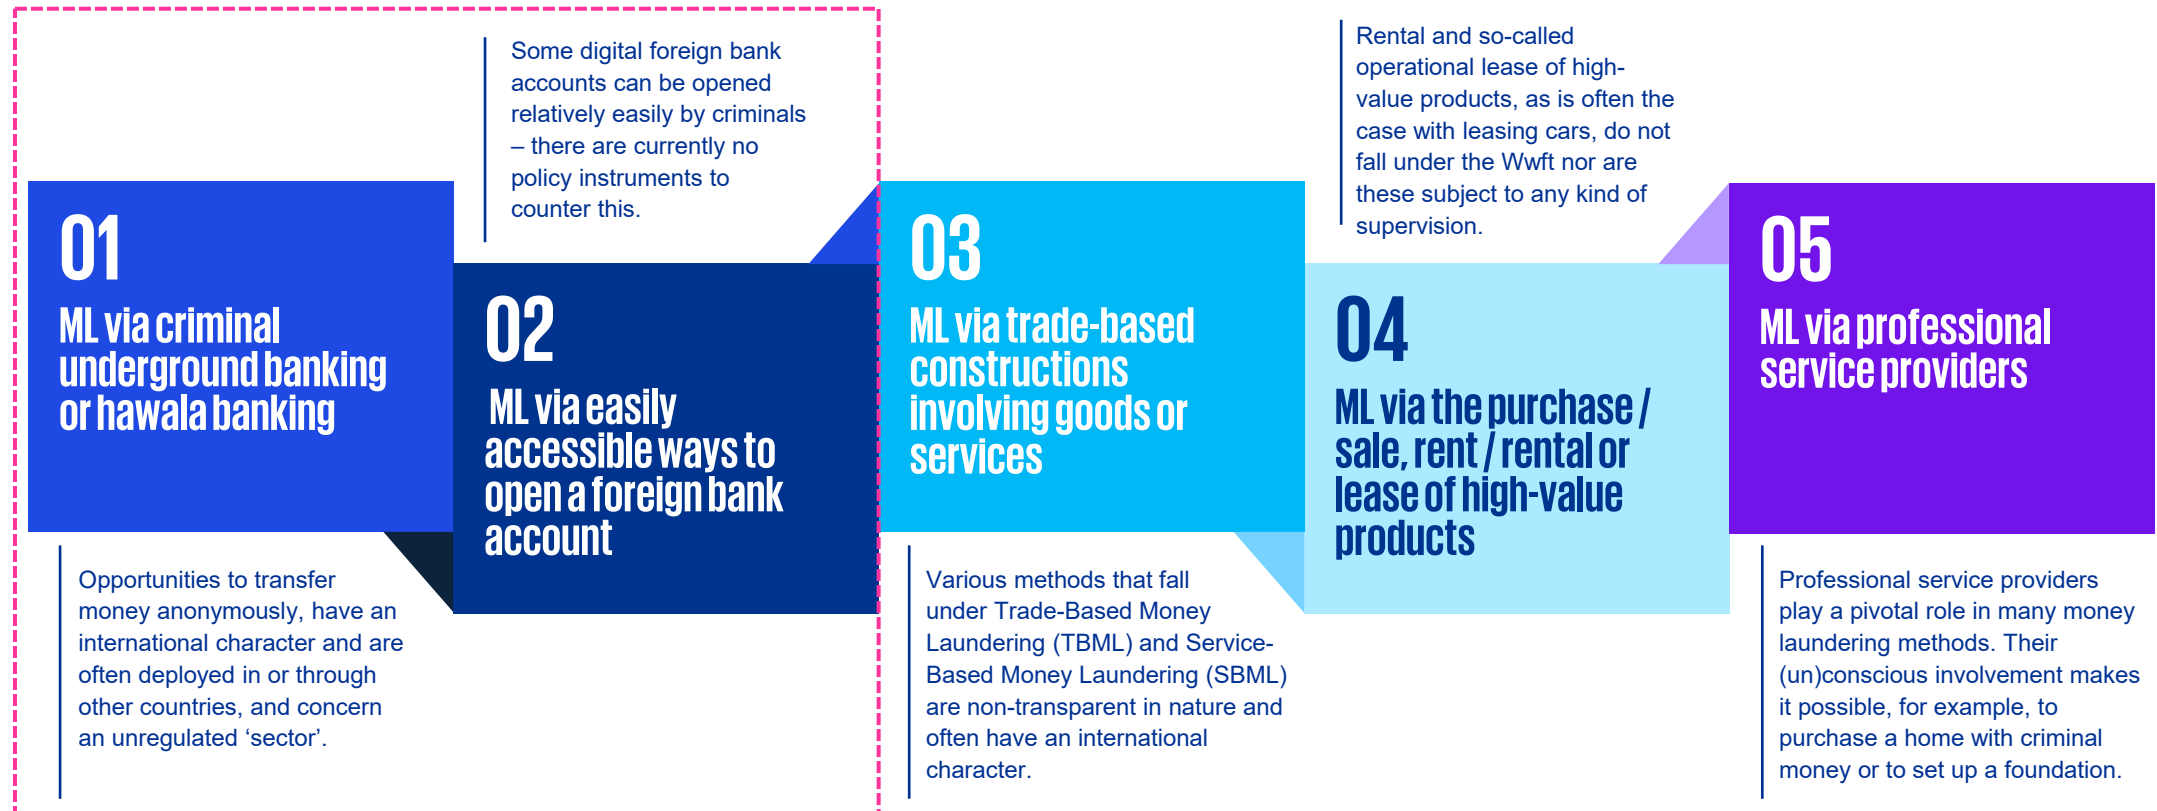 01
ML via criminal
underground banking
or hawala banking
Opportunities to transfer
money anonymously, have an
international character and are
often deployed in or through
other countries, and concern
an unregulated ‘sector’.
Some digital foreign bank
accounts can be opened
relatively easily by criminals
– there are currently no
policy instruments to
counter this.
02
ML via easily
accessible ways to
open a foreign bank
account
03
ML via trade-based
constructions
involving goods or
services
Various methods that fall
under Trade-Based Money
Laundering (TBML) and Service-
Based Money Laundering (SBML)
are non-transparent in nature and
often have an international
character.
Rental and so-called
operational lease of high-
value products, as is often the
case with leasing cars, do not
fall under the Wwft nor are
these subject to any kind of
supervision.
04
ML via the purchase /
sale, rent / rental or
lease of high-value
products
05
ML via professional
service providers
Professional service providers
play a pivotal role in many money
laundering methods. Their
(un)conscious involvement makes
it possible, for example, to
purchase a home with criminal
money or to set up a foundation.